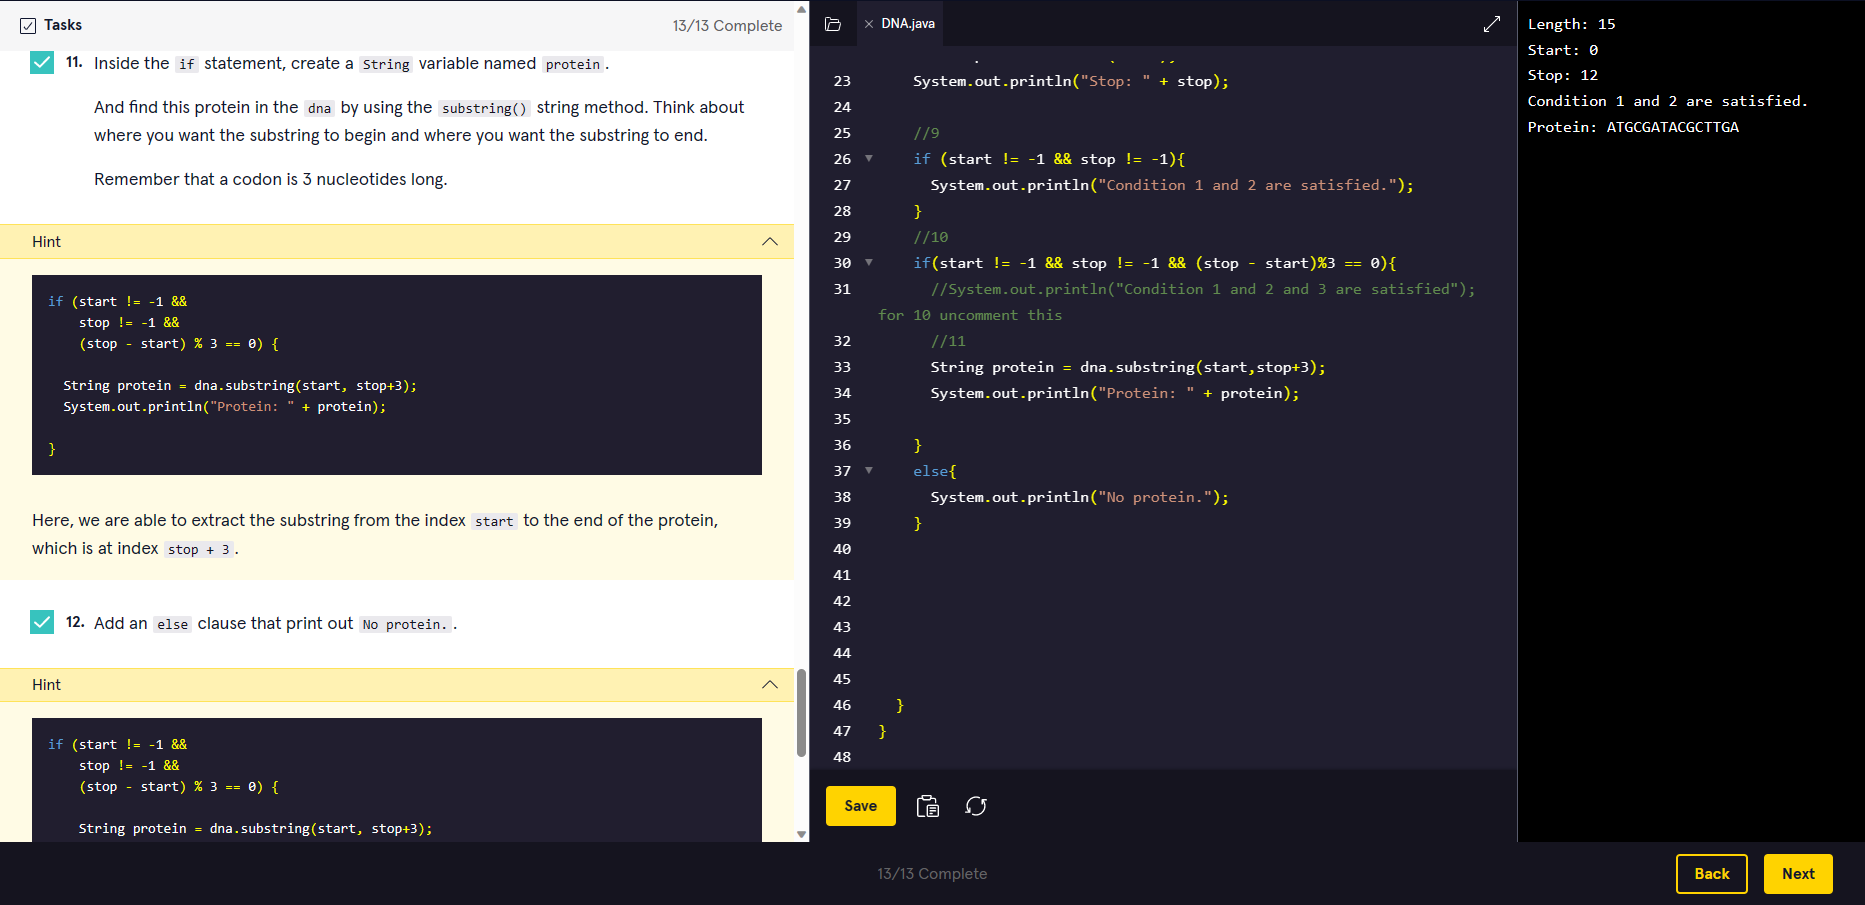 Tasks
13/13 Complete
11. Inside the if statement, create a String variable named protein.
And find this protein in the dna by using the substring() string method. Think about
where you want the substring to begin and where you want the substring to end.
Remember that a codon is 3 nucleotides long.
Hint
if (start != -1 &&
stop != -1 &&
(stop - start) % 3 == 0) {
String protein = dna.substring(start, stop+3);
System.out.println("Protein: " + protein);
}
Here, we are able to extract the substring from the index start to the end of the protein,
which is at index stop + 3.
12. Add an else clause that print out No protein..
Hint
if (start != -1 &&
stop != -1 &&
(stop - start) % 3 == 0) {
String protein = dna.substring(start, stop+3);
× DNA.java
23 System.out.println("Stop: " + stop);
24
25 //9
26 if (start != -1 && stop != -1){
27 System.out.println("Condition 1 and 2 are satisfied.");
28 }
29 //10
30 if(start != -1 && stop != -1 && (stop - start)%3 == 0){
31 //System.out.println("Condition 1 and 2 and 3 are satisfied");
for 10 uncomment this
32 //11
33 String protein = dna.substring(start,stop+3);
34 System.out.println("Protein: " + protein);
35
36 }
37 else{
38 System.out.println("No protein.");
39 }
40
41
42
43
44
45
46 }
47 }
48
Save
Length: 15
Start: 0
Stop: 12
Condition 1 and 2 are satisfied.
Protein: ATGCGATACGCTTGA
13/13 Complete
Back
Next